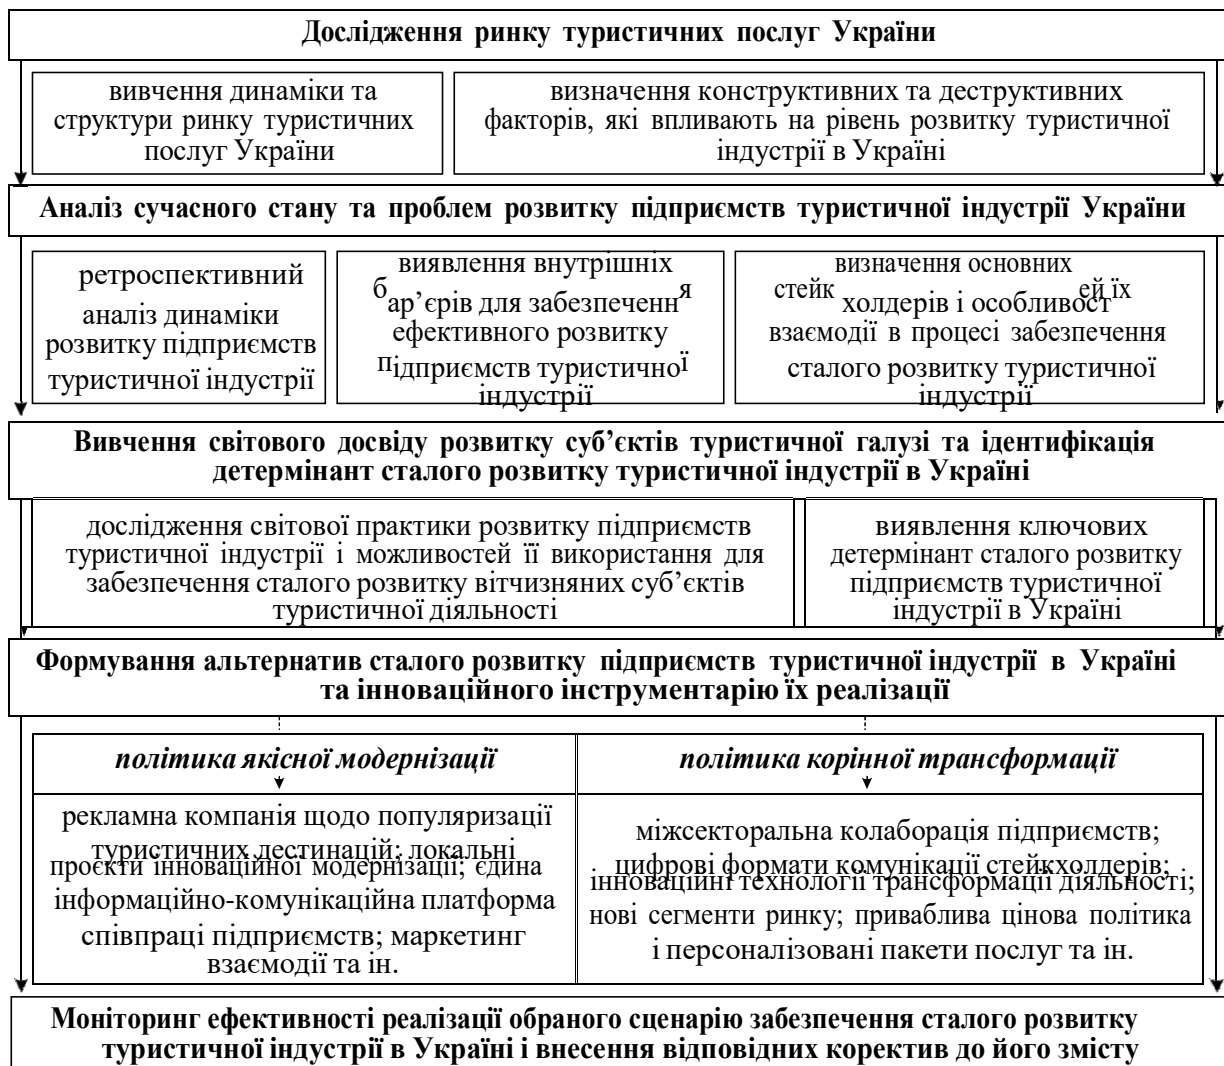 Дослідження ринку туристичних послуг України
вивчення динаміки та
структури ринку туристичних
послуг України
визначення конструктивних та деструктивних
факторів, які впливають на рівень розвитку туристичної
індустрії в Україні
Аналіз сучасного стану та проблем розвитку підприємств туристичної індустрії України
ретроспективний
аналіз динаміки
розвитку підприємств
туристичної індустрії
виявлення внутрішніх
бар’єрів для забезпечення
ефективного розвитку
підприємств туристичної
індустрії
визначення основних
стейкхолдерів і особливостей їх
взаємодії в процесі забезпечення
сталого розвитку туристичної
індустрії
Вивчення світового досвіду розвитку суб’єктів туристичної галузі та ідентифікація
детермінант сталого розвитку туристичної індустрії в Україні
дослідження світової практики розвитку підприємств
туристичної індустрії і можливостей її використання для
забезпечення сталого розвитку вітчизняних суб’єктів
туристичної діяльності
виявлення ключових
детермінант сталого розвитку
підприємств туристичної
індустрії в Україні
Формування альтернатив сталого розвитку підприємств туристичної індустрії в Україні
та інноваційного інструментарію їх реалізації
політика якісної модернізації
рекламна компанія щодо популяризації
туристичних дестинацій; локальні
проєкти інноваційної модернізації; єдина
інформаційно-комунікаційна платформа
співпраці підприємств; маркетинг
взаємодії та ін.
політика корінної трансформації
міжсекторальна колаборація підприємств;
цифрові формати комунікації стейкхолдерів;
інноваційні технології трансформації діяльності;
нові сегменти ринку; приваблива цінова політика
і персоналізовані пакети послуг та ін.
Моніторинг ефективності реалізації обраного сценарію забезпечення сталого розвитку
туристичної індустрії в Україні і внесення відповідних коректив до його змісту